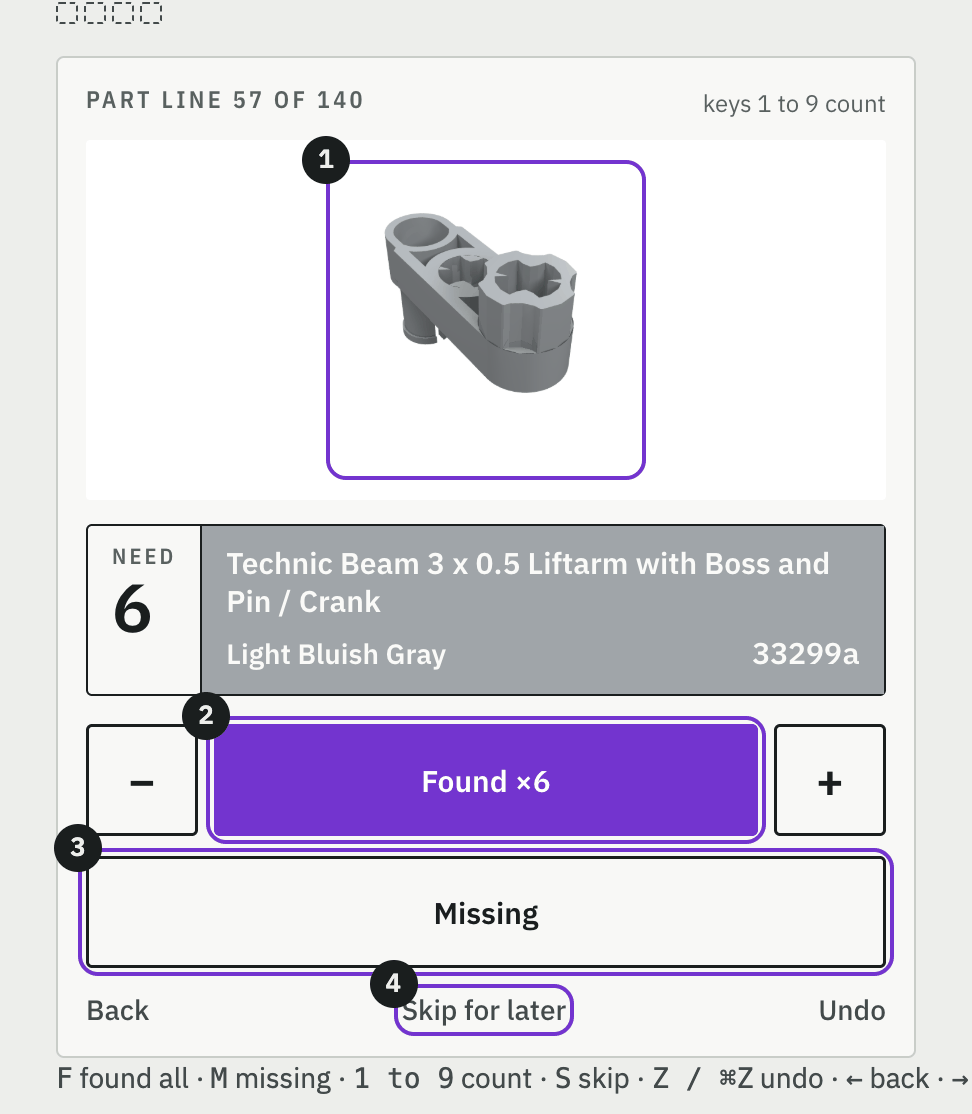 PART LINE 57 OF 140
keys 1 to 9 count
1
NEED
6
Technic Beam 3 x 0.5 Liftarm with Boss and
Pin / Crank
Light Bluish Gray 33299a
2
− Found ×6 +
3
Missing
4
Back Skip for later Undo
F found all · M missing · 1 to 9 count · S skip · Z / ⌘Z undo · ← back · →